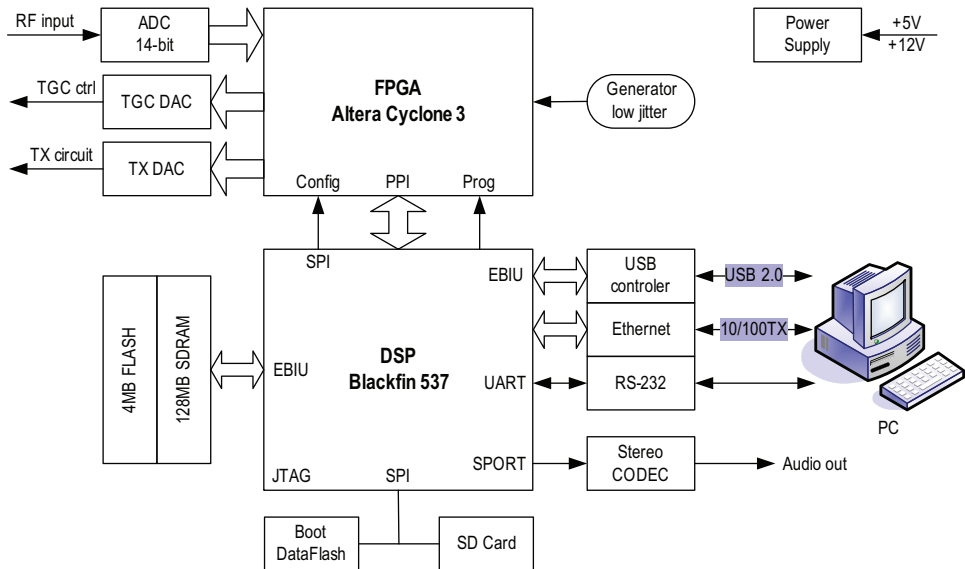 RF input
ADC
14-bit
TGC ctrl
TGC DAC
TX circuit
TX DAC
FPGA
Altera Cyclone 3
Config
PPI
Prog
Generator
low jitter
Power
Supply
+5V
+12V
SPI
EBIU
USB
controler
USB 2.0
Ethernet
10/100TX
4MB FLASH
128MB SDRAM
EBIU
DSP
Blackfin 537
UART
RS-232
PC
JTAG
SPI
SPORT
Stereo
CODEC
Audio out
Boot
DataFlash
SD Card